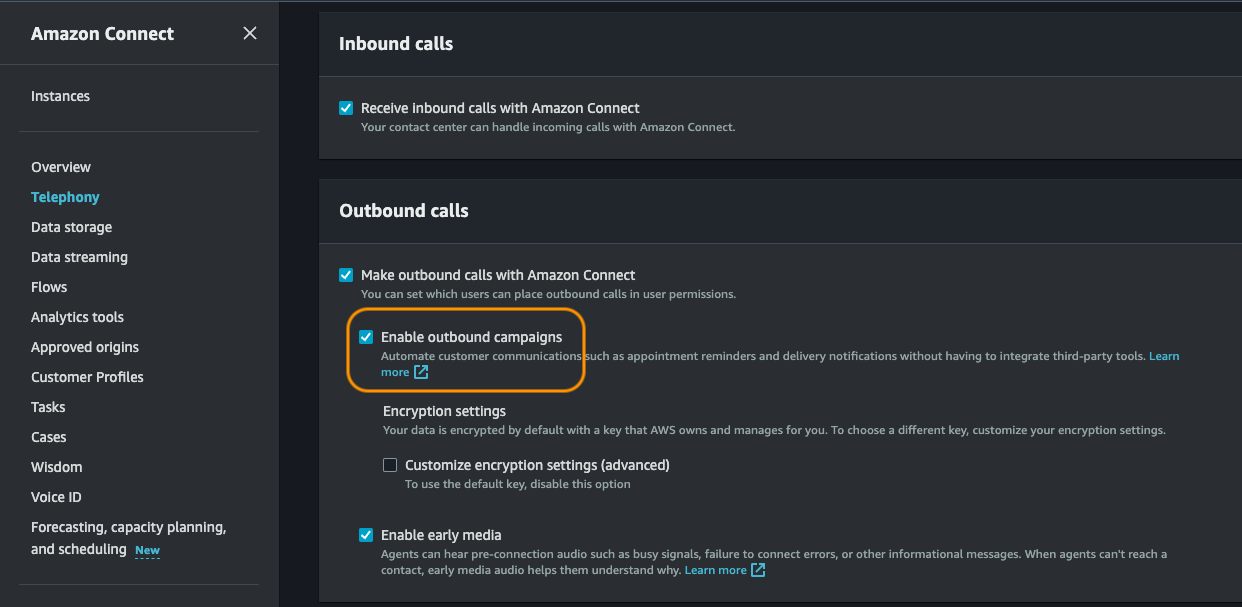 Amazon Connect
Instances
Overview
Telephony
Data storage
Data streaming
Flows
Analytics tools
Approved origins
Customer Profiles
Tasks
Cases
Wisdom
Voice ID
Forecasting, capacity planning,
and scheduling New
Inbound calls
Receive inbound calls with Amazon Connect
Your contact center can handle incoming calls with Amazon Connect.
Outbound calls
Make outbound calls with Amazon Connect
You can set which users can place outbound calls in user permissions.
Enable outbound campaigns
Automate customer communications such as appointment reminders and delivery notifications without having to integrate third-party tools. Learn
more
Encryption settings
Your data is encrypted by default with a key that AWS owns and manages for you. To choose a different key, customize your encryption settings.
Customize encryption settings (advanced)
To use the default key, disable this option
Enable early media
Agents can hear pre-connection audio such as busy signals, failure to connect errors, or other informational messages. When agents can't reach a
contact, early media audio helps them understand why. Learn more